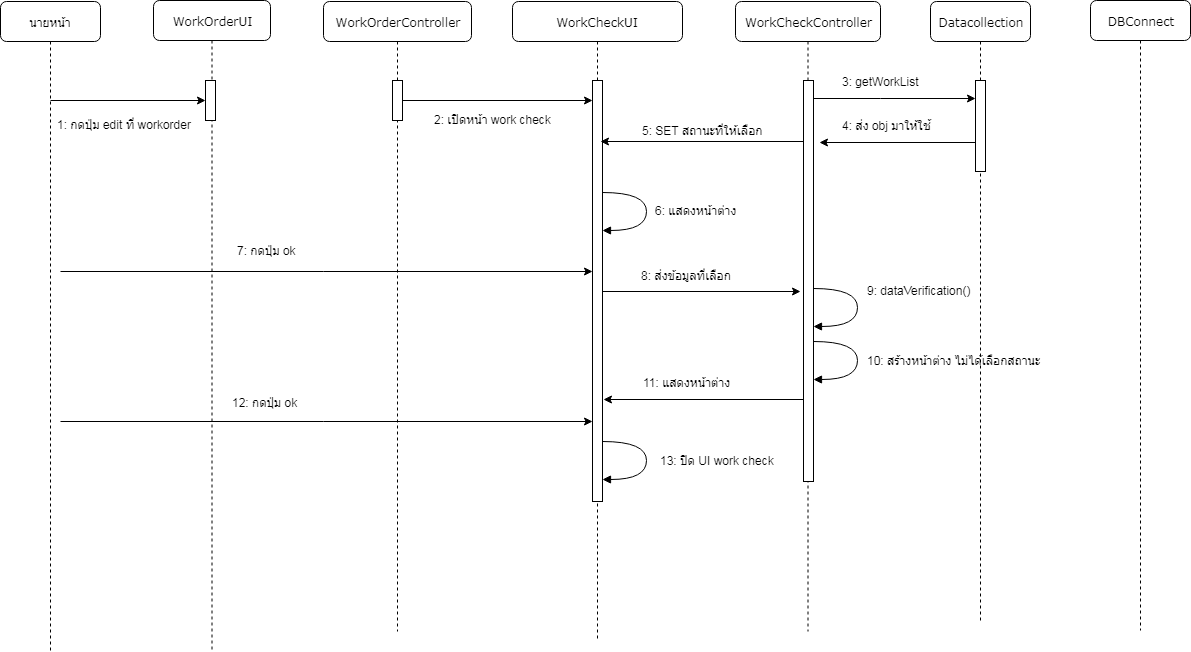 นายหน้า
WorkOrderUI
WorkOrderController
WorkCheckUI
WorkCheckController
Datacollection
DBConnect
3: getWorkList
1: กดปุ่ม edit ที่ workorder
2: เปิดหน้า work check
5: SET สถานะที่ให้เลือก
4: ส่ง obj มาให้ใช้
6: แสดงหน้าต่าง
7: กดปุ่ม ok
8: ส่งข้อมูลที่เลือก
9: dataVerification()
10: สร้างหน้าต่าง ไม่ได้เลือกสถานะ
11: แสดงหน้าต่าง
12: กดปุ่ม ok
13: ปิด UI work check